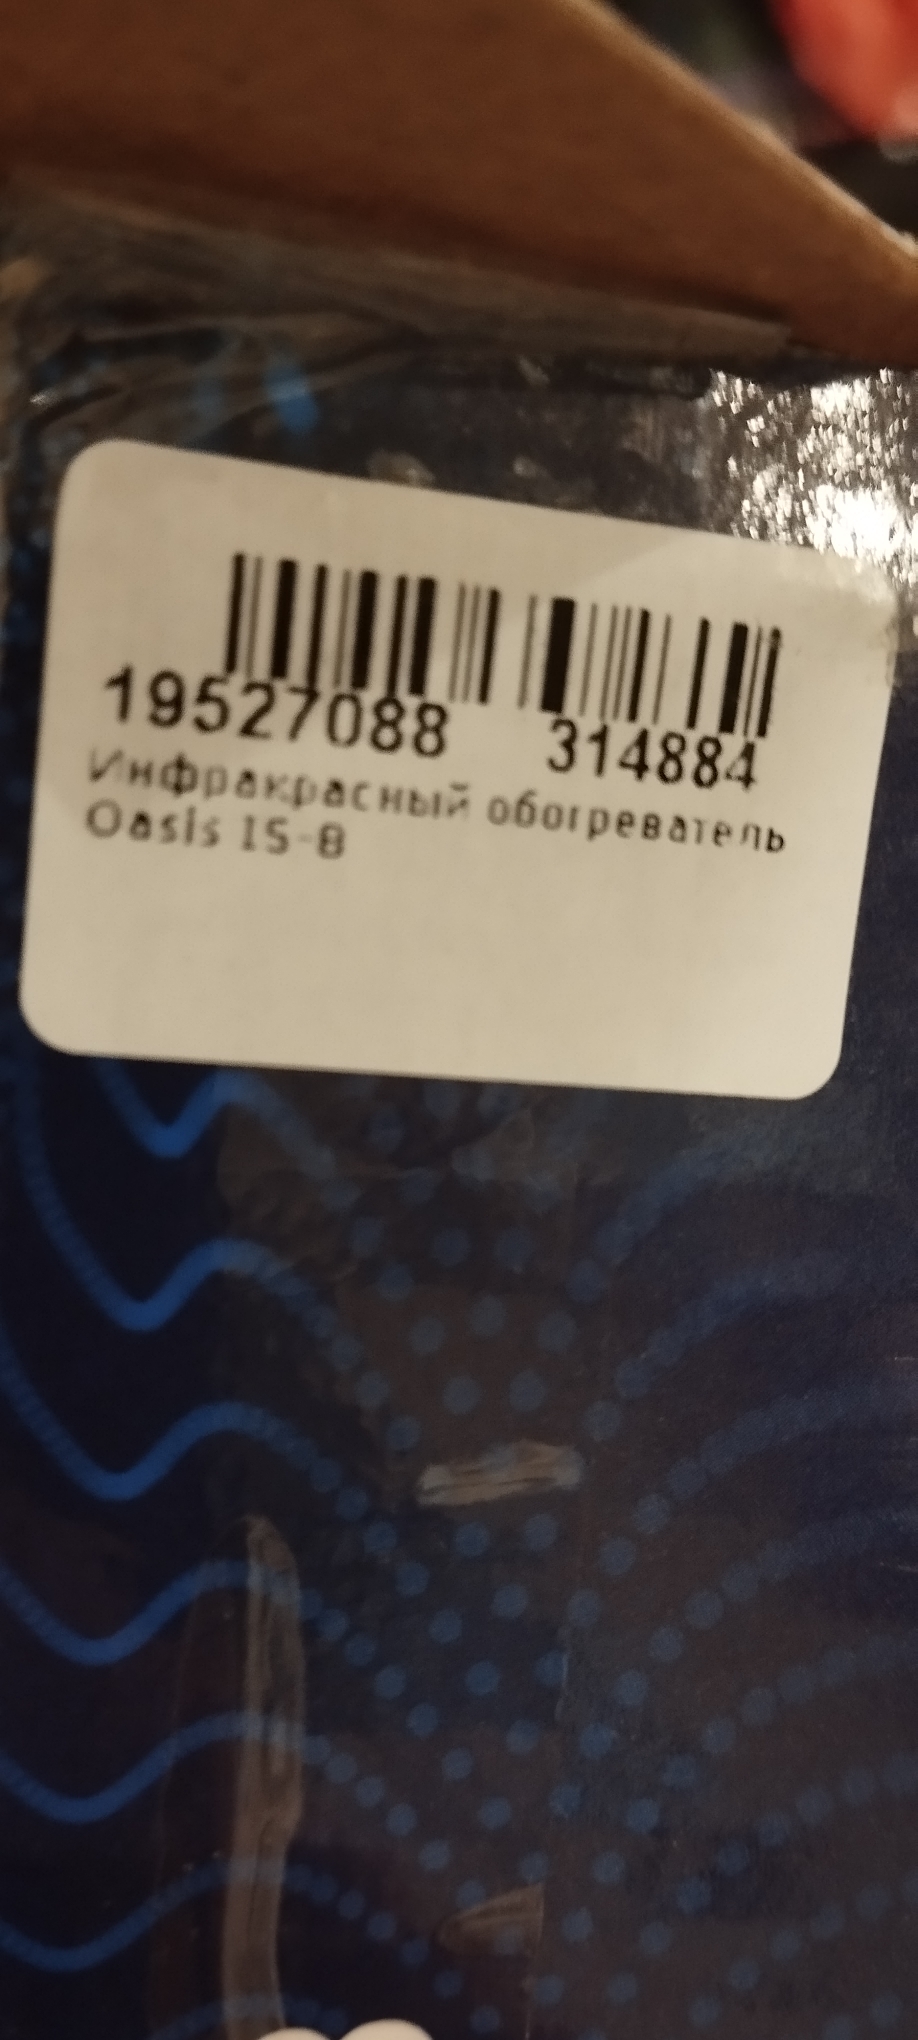 19527088 314884
Инфракрасный обогреватель
Oasis IS-8